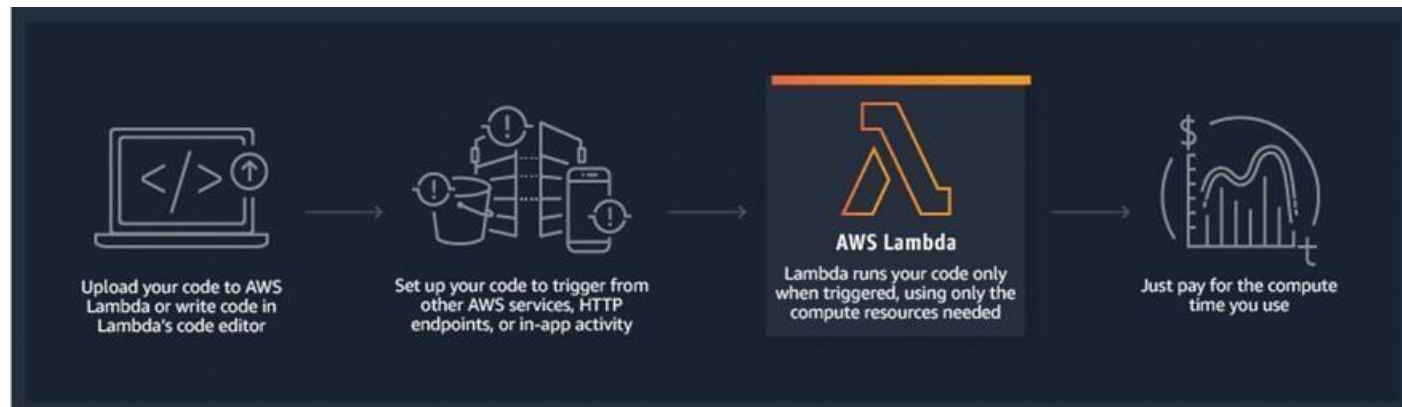 Upload your code to AWS
Lambda or write code in
Lambda's code editor
Set up your code to trigger from
other AWS services, HTTP
endpoints, or in-app activity
AWS Lambda
Lambda runs your code only
when triggered, using only the
compute resources needed
$
t
Just pay for the compute
time you use